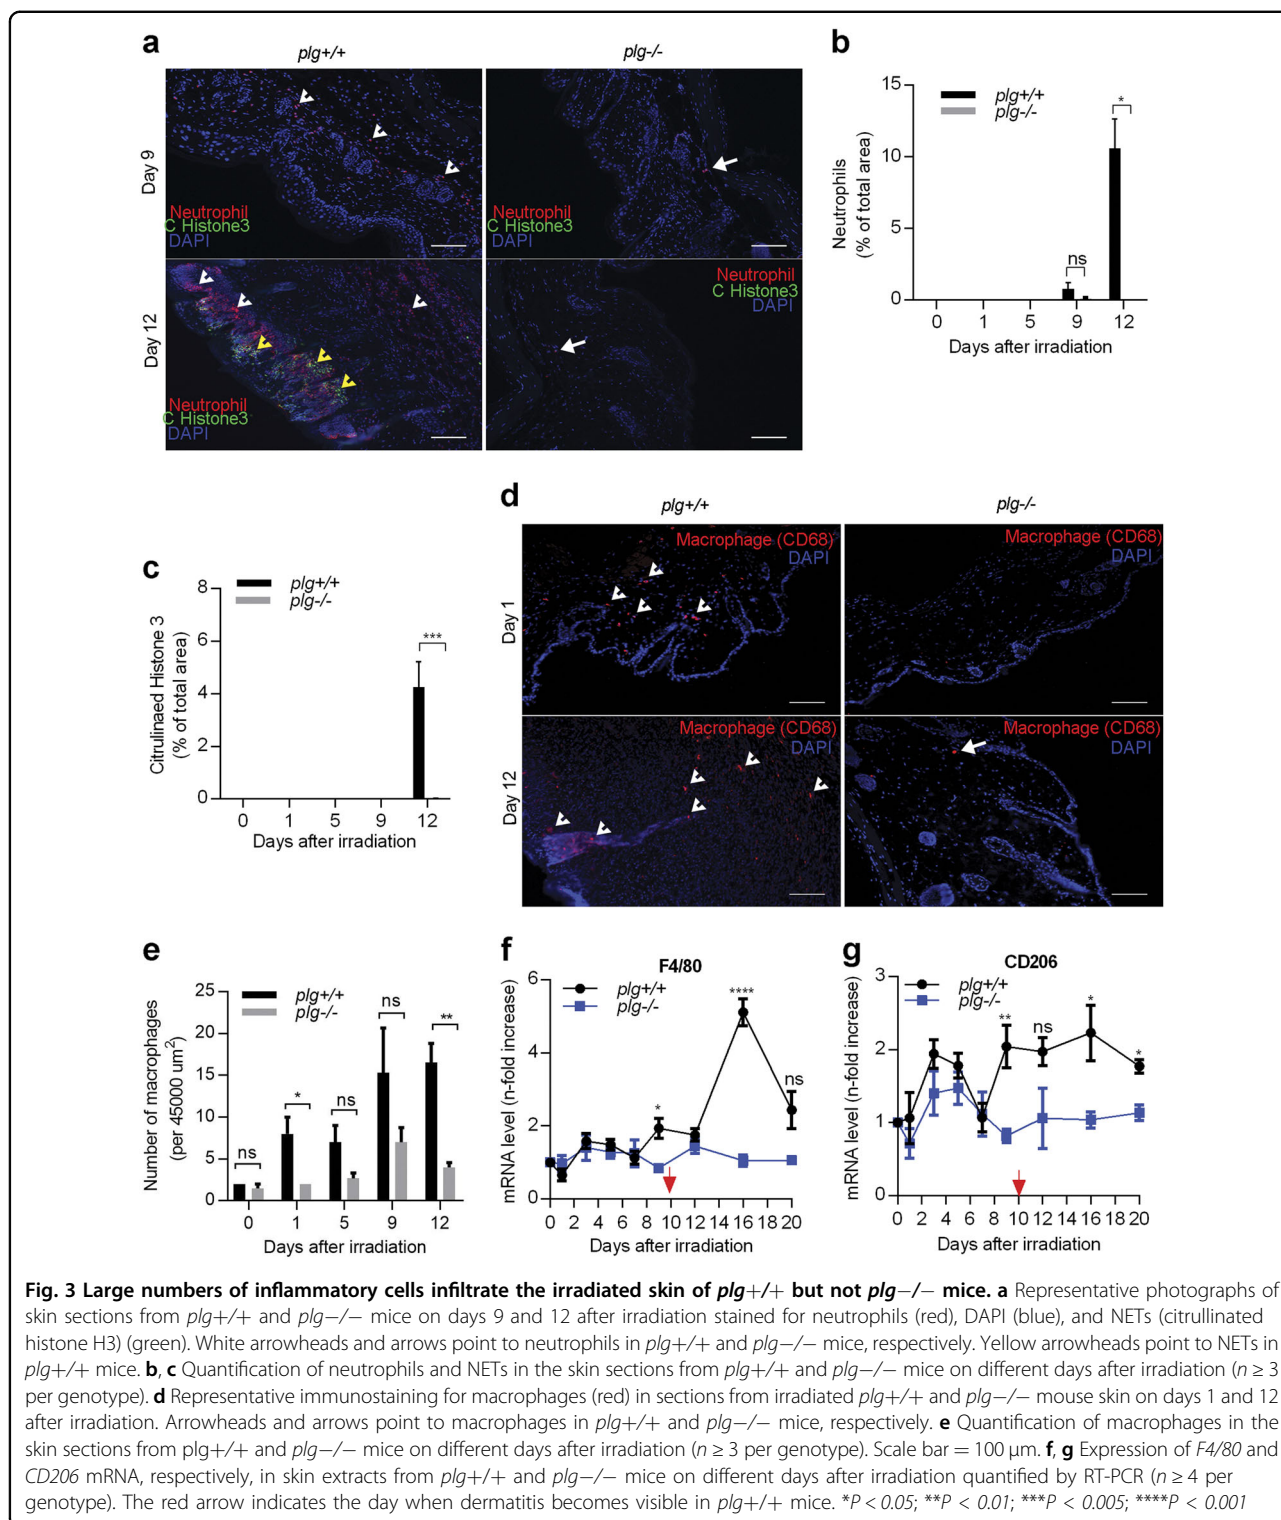 a
plg+/+
plg-/-
Day 9
Neutrophil
C Histone3
DAPI
Neutrophil
C Histone3
DAPI
Day 12
Neutrophil
C Histone3
DAPI
Neutrophil
C Histone3
DAPI
b
plg+/+
plg-/-
Neutrophils
(% of total area)
15
10
5
0
ns
*
0 1 5 9 12
Days after irradiation
c
plg+/+
plg-/-
Citrulinaed Histone 3
(% of total area)
8
6
4
2
0
***
0 1 5 9 12
Days after irradiation
d
plg+/+
plg-/-
Day 1
Macrophage (CD68)
DAPI
Macrophage (CD68)
DAPI
Day 12
Macrophage (CD68)
DAPI
Macrophage (CD68)
DAPI
e
plg+/+
plg-/-
Number of macrophages
(per 45000 um²)
25
20
15
10
5
0
ns
*
ns
ns
**
0 1 5 9 12
Days after irradiation
f
F4/80
plg+/+
plg-/-
mRNA level (n-fold increase)
6
4
2
0
*
****
ns
0 2 4 6 8 10 12 14 16 18 20
Days after irradiation
g
CD206
plg+/+
plg-/-
mRNA level (n-fold increase)
3
2
1
0
**
ns
*
*
0 2 4 6 8 10 12 14 16 18 20
Days after irradiation
Fig. 3 Large numbers of inflammatory cells infiltrate the irradiated skin of plg+/+ but not plg−/− mice. a Representative photographs of
skin sections from plg+/+ and plg−/− mice on days 9 and 12 after irradiation stained for neutrophils (red), DAPI (blue), and NETs (citrullinated
histone H3) (green). White arrowheads and arrows point to neutrophils in plg+/+ and plg−/− mice, respectively. Yellow arrowheads point to NETs in
plg+/+ mice. b, c Quantification of neutrophils and NETs in the skin sections from plg+/+ and plg−/− mice on different days after irradiation (n ≥ 3
per genotype). d Representative immunostaining for macrophages (red) in sections from irradiated plg+/+ and plg−/− mouse skin on days 1 and 12
after irradiation. Arrowheads and arrows point to macrophages in plg+/+ and plg−/− mice, respectively. e Quantification of macrophages in the
skin sections from plg+/+ and plg−/− mice on different days after irradiation (n ≥ 3 per genotype). Scale bar = 100 μm. f, g Expression of F4/80 and
CD206 mRNA, respectively, in skin extracts from plg+/+ and plg−/− mice on different days after irradiation quantified by RT-PCR (n ≥ 4 per
genotype). The red arrow indicates the day when dermatitis becomes visible in plg+/+ mice. *P < 0.05; **P < 0.01; ***P < 0.005; ****P < 0.001